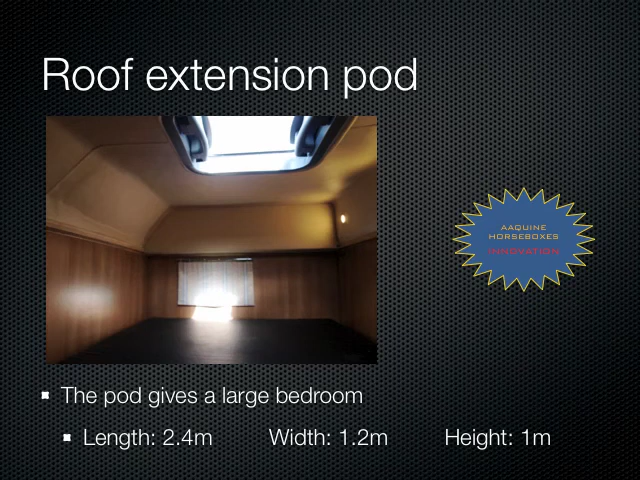 Roof extension pod
AAQUINE
HORSEBOXES
INNOVATION
The pod gives a large bedroom
Length: 2.4m Width: 1.2m Height: 1m